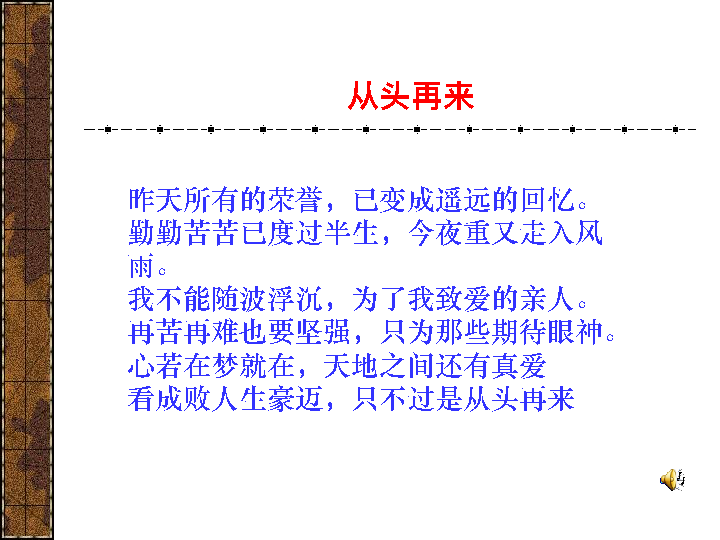 从头再来
昨天所有的荣誉，已变成遥远的回忆。
勤勤苦苦已度过半生，今夜重又走入风
雨。
我不能随波浮沉，为了我致爱的亲人。
再苦再难也要坚强，只为那些期待眼神。
心若在梦就在，天地之间还有真爱
看成败人生豪迈，只不过是从头再来